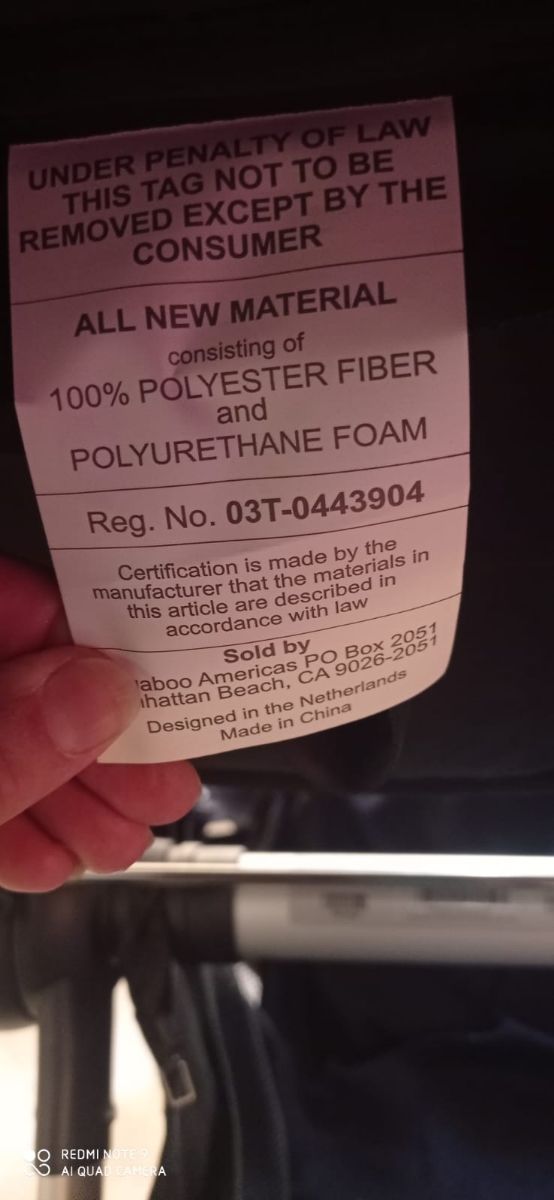 UNDER PENALTY OF LAW
THIS TAG NOT TO BE
REMOVED EXCEPT BY THE
CONSUMER
ALL NEW MATERIAL
consisting of
100% POLYESTER FIBER
and
POLYURETHANE FOAM
Reg. No. 03T-0443904
Certification is made by the
manufacturer that the materials in
this article are described in
accordance with law
Sold by
aboo Americas PO Box 2051
hattan Beach, CA 9026-2051
Designed in the Netherlands
Made in China
REDMI NOTE 9
AI QUAD CAMERA